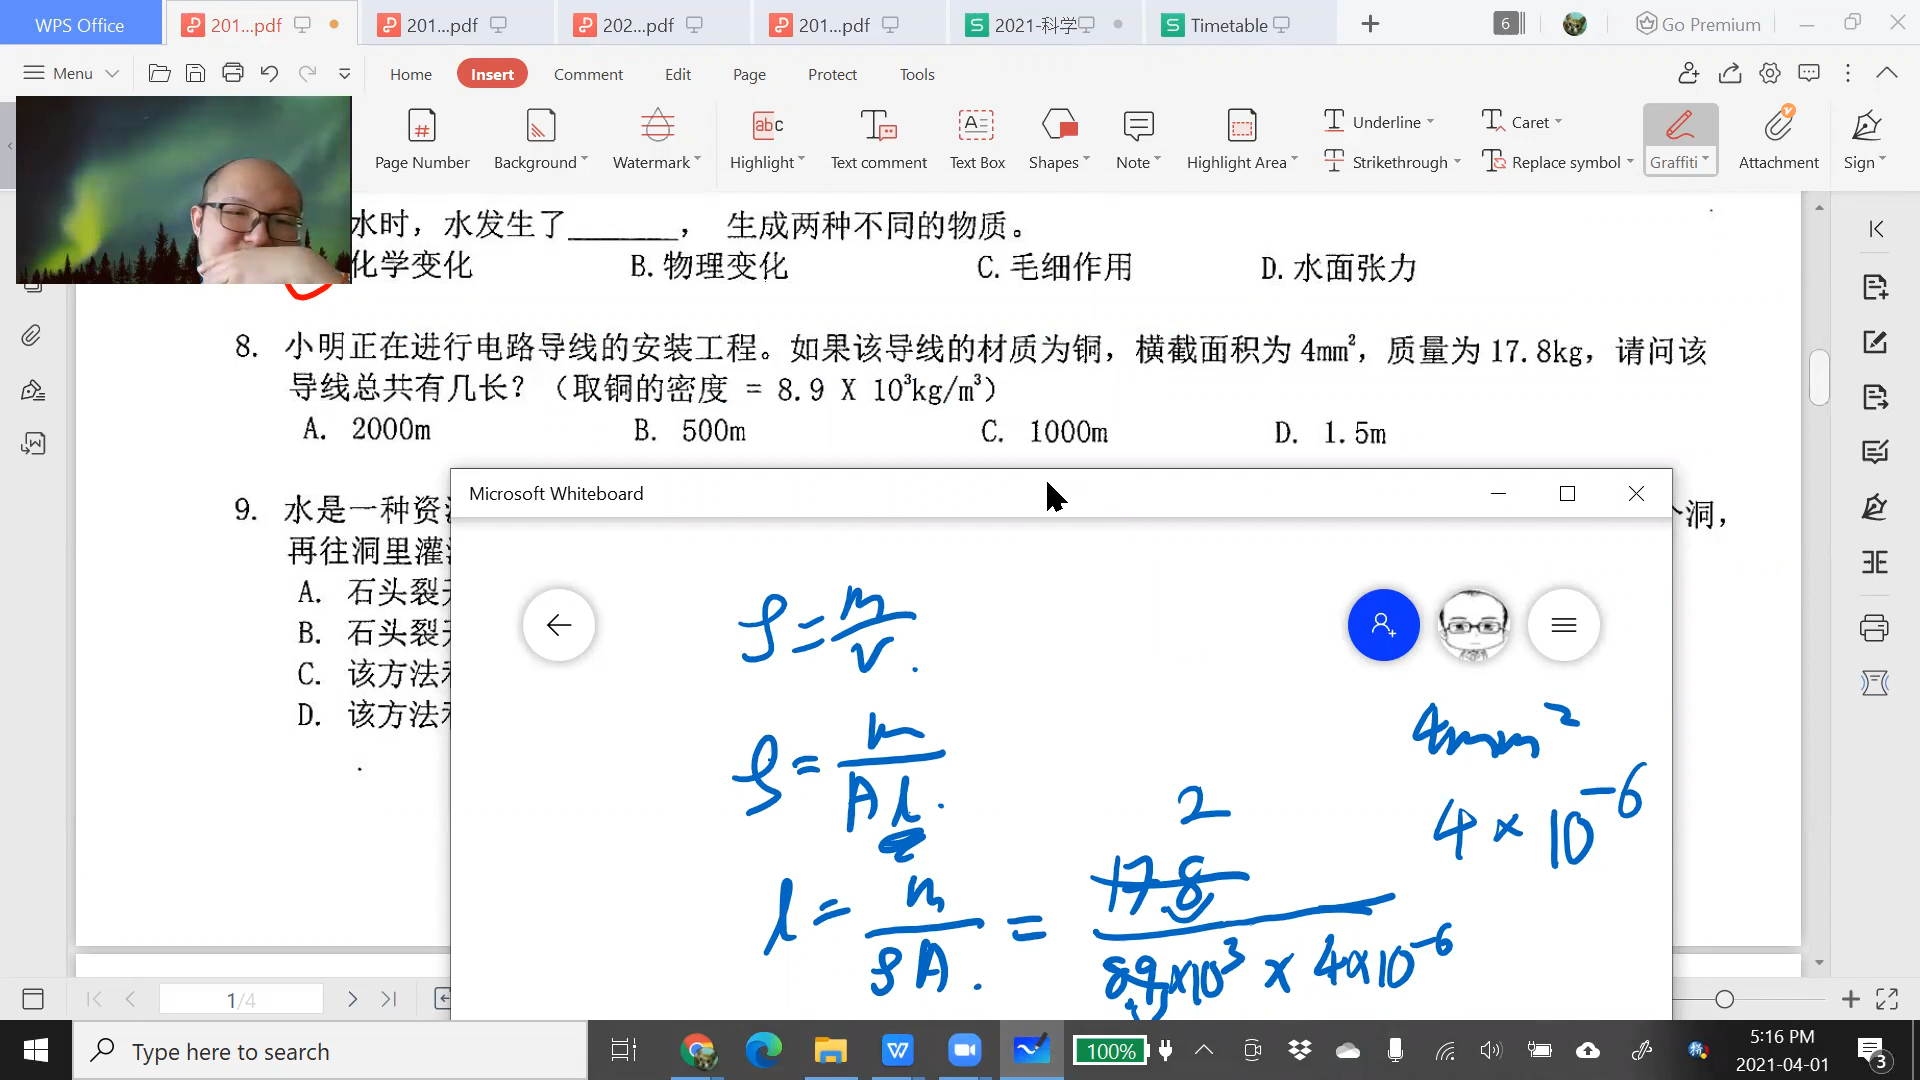 WPS Office
201...pdf
201...pdf
202...pdf
201...pdf
2021-科学
Timetable
6
Go Premium
Menu
Home
Insert
Comment
Edit
Page
Protect
Tools
Page Number
Background
Watermark
Highlight
Text comment
Text Box
Shapes
Note
Highlight Area
Underline
Strikethrough
Caret
Replace symbol
Graffiti
Attachment
Sign
水时，水发生了_______，生成两种不同的物质。
化学变化 B.物理变化 C.毛细作用 D.水面张力
8. 小明正在进行电路导线的安装工程。如果该导线的材质为铜，横截面积为 4mm²，质量为 17.8kg，请问该
导线总共有几长？（取铜的密度 = 8.9 X 10³kg/m³）
A. 2000m B. 500m C. 1000m D. 1.5m
9. 水是一种资
个洞，
再往洞里灌
A. 石头裂
B. 石头裂
C. 该方法
D. 该方法
Microsoft Whiteboard
ρ = m/V
ρ = m/Al
l = m/ρA = 17.8/89×10³ × 4×10⁻⁶
2
4mm²
4 × 10⁻⁶
1/4
Type here to search
100%
5:16 PM
2021-04-01
3